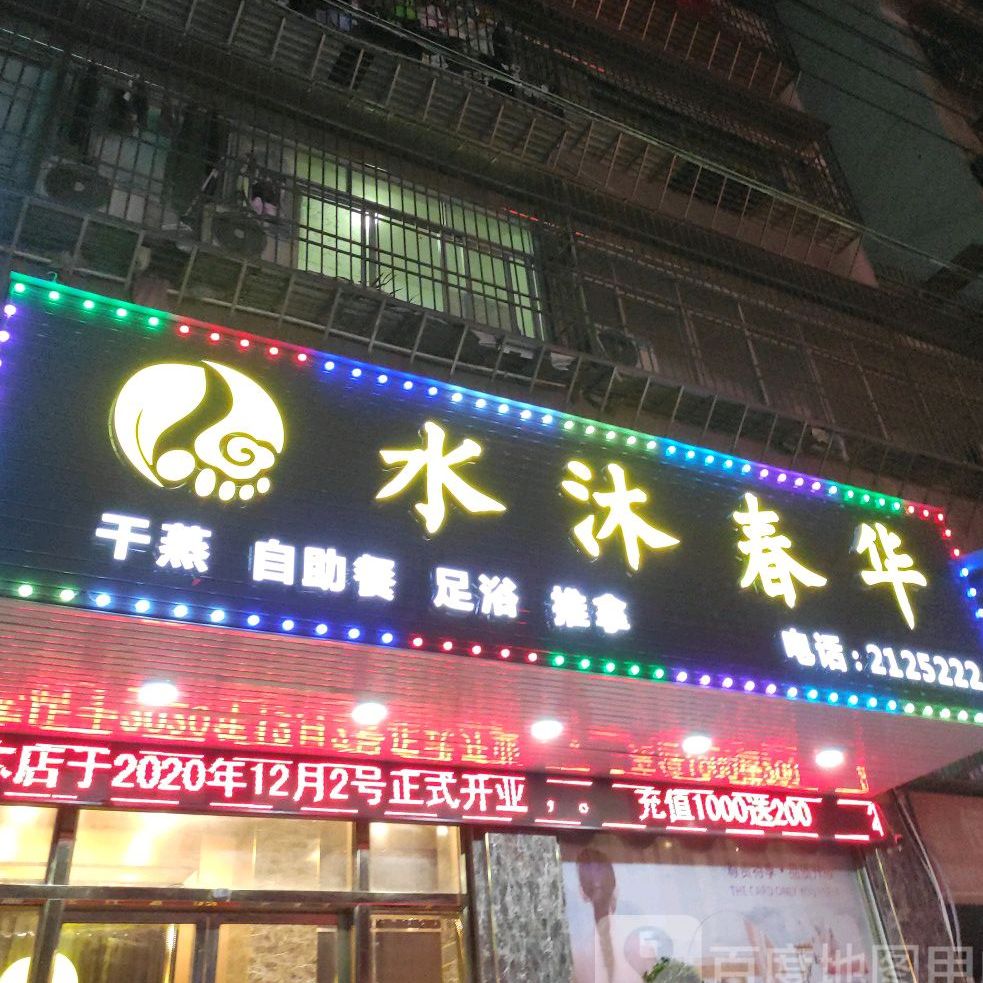 水沐春华
干蒸 自助餐 足浴 推拿
电话：2125222
店于2020年12月2号正式开业，。 充值1000送200
百度地图用